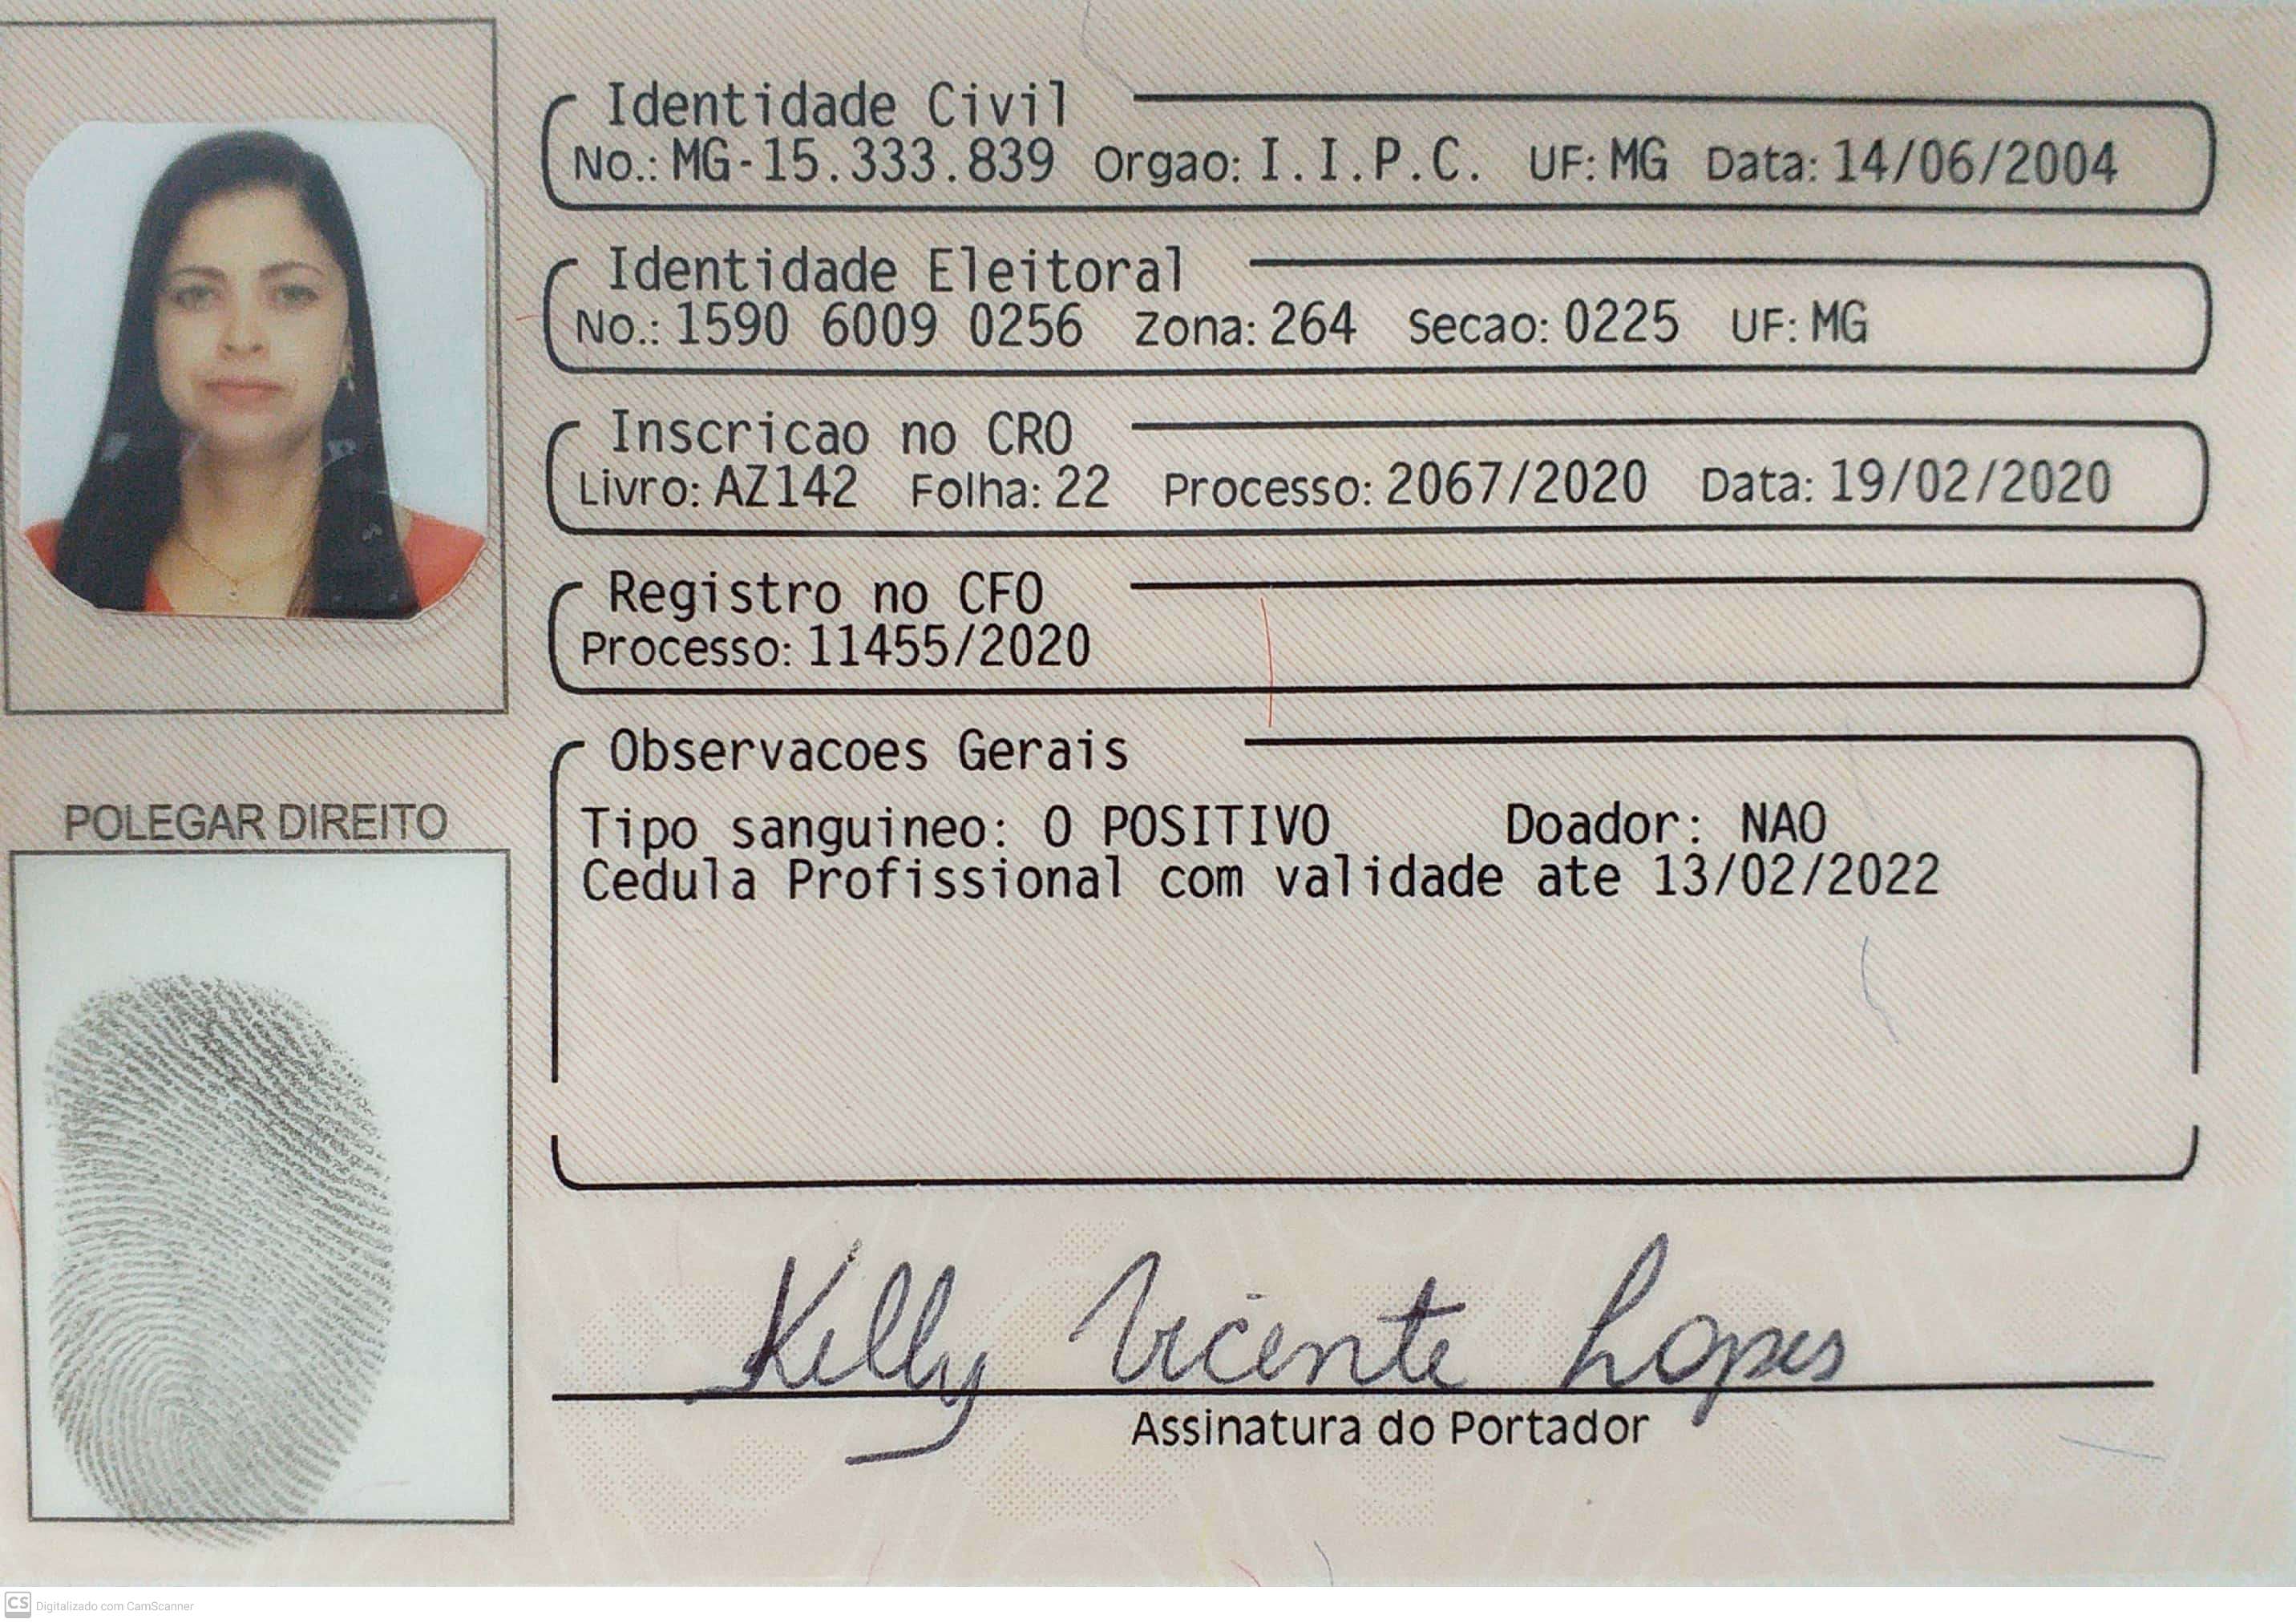 Identidade Civil
No.: MG-15.333.839 Orgao: I.I.P.C. UF: MG Data: 14/06/2004
Identidade Eleitoral
No.: 1590 6009 0256 Zona: 264 Secao: 0225 UF: MG
Inscricao no CRO
Livro: AZ142 Folha: 22 Processo: 2067/2020 Data: 19/02/2020
Registro no CFO
Processo: 11455/2020
Observacoes Gerais
Tipo sanguineo: O POSITIVO Doador: NAO
Cedula Profissional com validade ate 13/02/2022
POLEGAR DIREITO
Kelly Vicente Lopes
Assinatura do Portador
CS Digitalizado com CamScanner